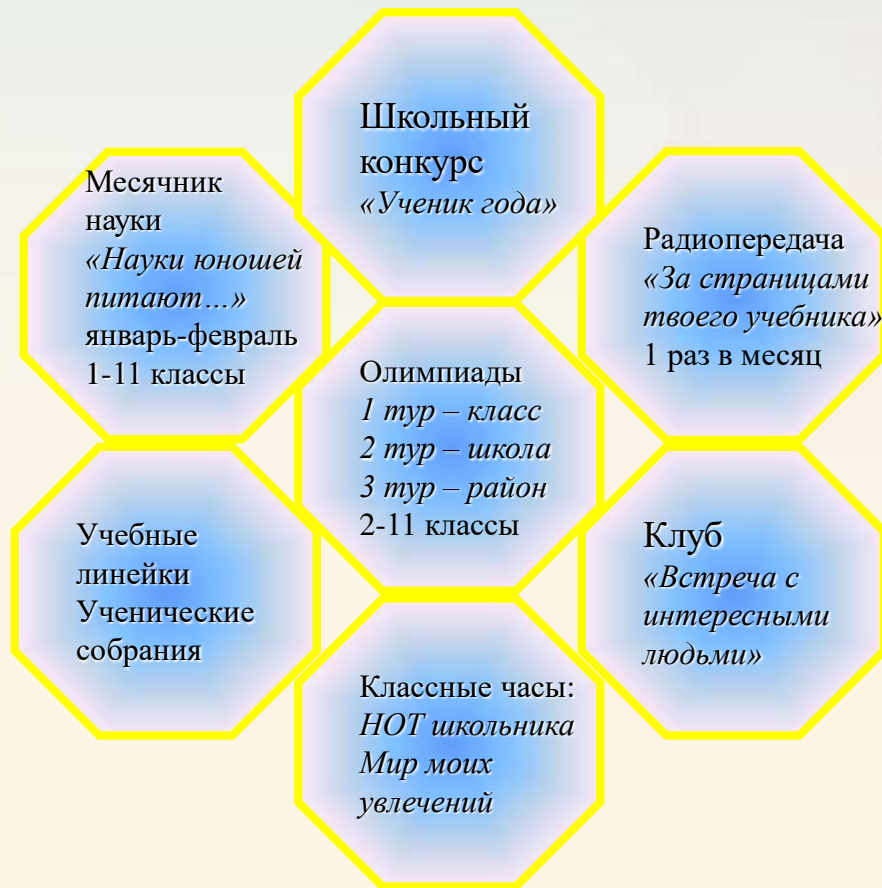 Школьный
конкурс
«Ученик года»
Месячник
науки
«Науки юношей
питают…»
январь-февраль
1-11 классы
Радиопередача
«За страницами
твоего учебника»
1 раз в месяц
Олимпиады
1 тур – класс
2 тур – школа
3 тур – район
2-11 классы
Учебные
линейки
Ученические
собрания
Клуб
«Встреча с
интересными
людьми»
Классные часы:
НОТ школьника
Мир моих
увлечений